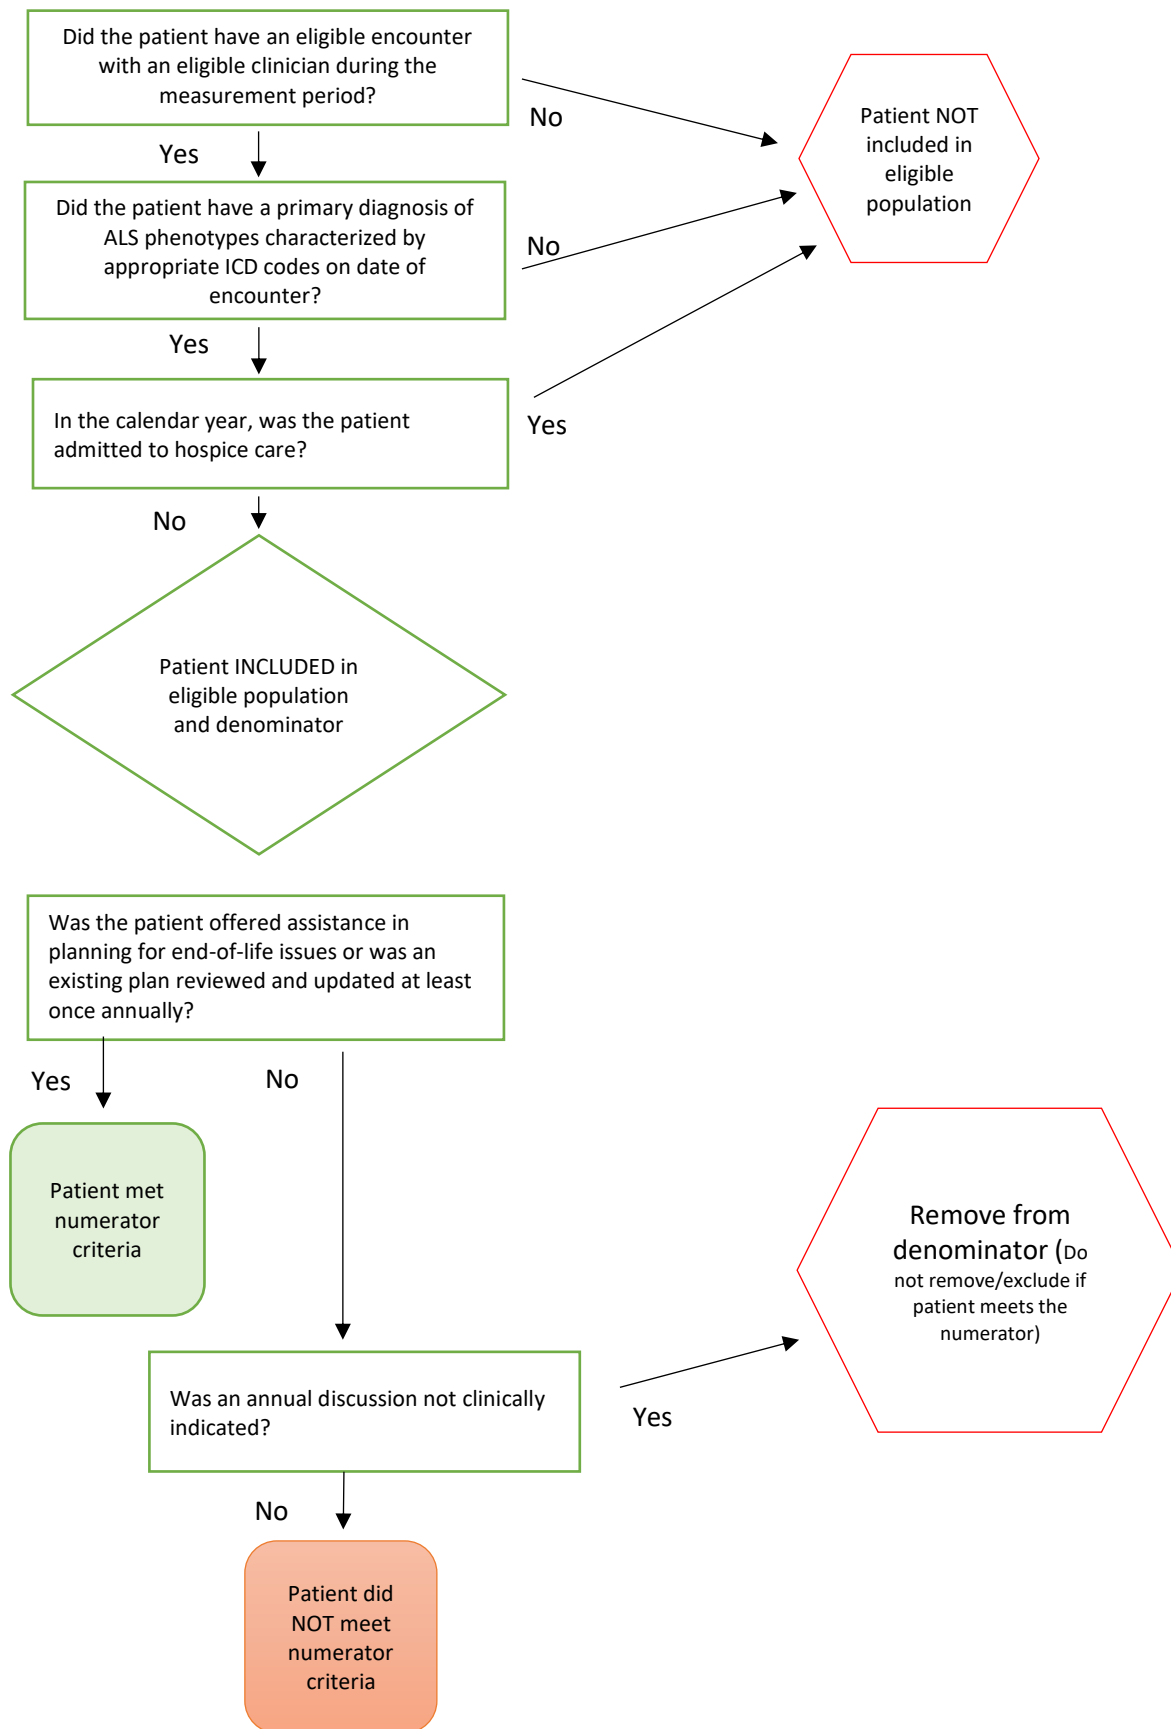 Did the patient have an eligible encounter
with an eligible clinician during the
measurement period?
No
Patient NOT
included in
eligible
population
Yes
Did the patient have a primary diagnosis of
ALS phenotypes characterized by
appropriate ICD codes on date of
encounter?
No
Yes
In the calendar year, was the patient
admitted to hospice care?
Yes
No
Patient INCLUDED in
eligible population
and denominator
Was the patient offered assistance in
planning for end-of-life issues or was an
existing plan reviewed and updated at least
once annually?
Yes
No
Patient met
numerator
criteria
Remove from
denominator (Do
not remove/exclude if
patient meets the
numerator)
Was an annual discussion not clinically
indicated?
Yes
No
Patient did
NOT meet
numerator
criteria